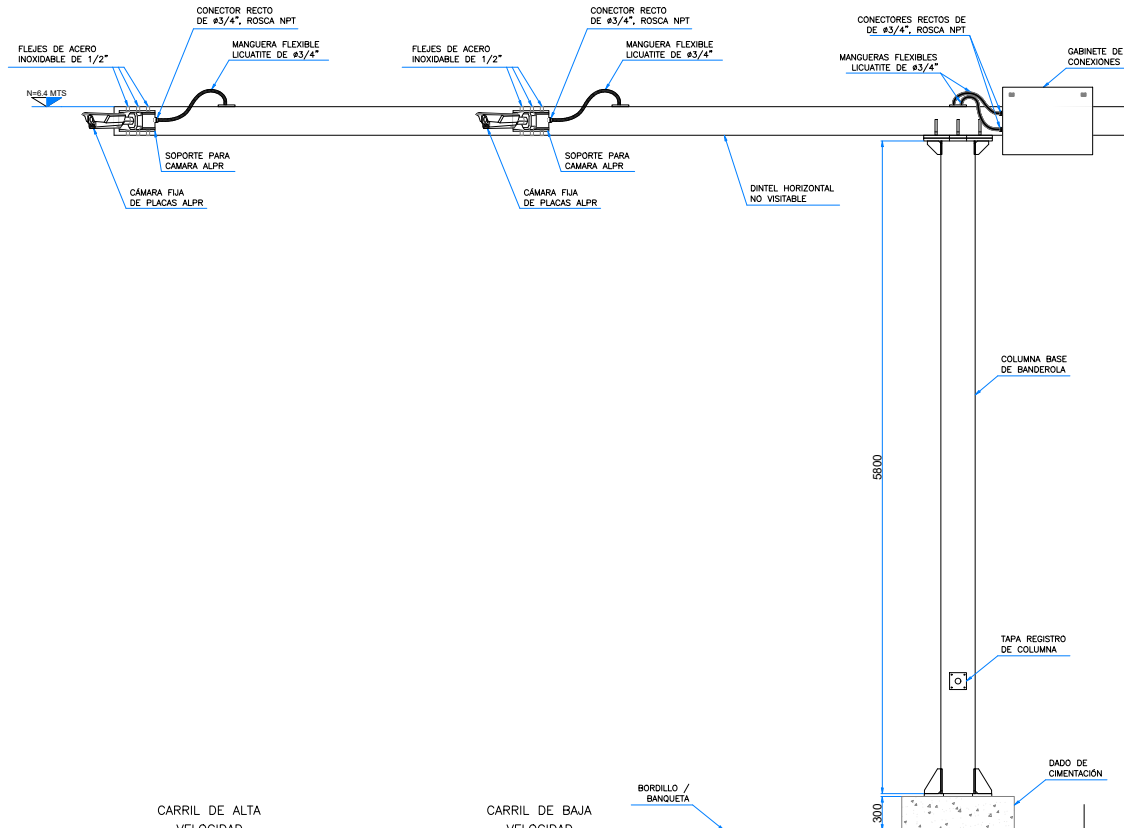 CONECTOR RECTO
DE ø3/4", ROSCA NPT
FLEJES DE ACERO
INOXIDABLE DE 1/2"
MANGUERA FLEXIBLE
LICUATITE DE ø3/4"
N=6.4 MTS
SOPORTE PARA
CAMARA ALPR
CÁMARA FIJA
DE PLACAS ALPR
CONECTOR RECTO
DE ø3/4", ROSCA NPT
FLEJES DE ACERO
INOXIDABLE DE 1/2"
MANGUERA FLEXIBLE
LICUATITE DE ø3/4"
SOPORTE PARA
CAMARA ALPR
CÁMARA FIJA
DE PLACAS ALPR
CONECTORES RECTOS DE
DE ø3/4", ROSCA NPT
MANGUERAS FLEXIBLES
LICUATITE DE ø3/4"
GABINETE DE
CONEXIONES
DINTEL HORIZONTAL
NO VISITABLE
COLUMNA BASE
DE BANDEROLA
5800
TAPA REGISTRO
DE COLUMNA
DADO DE
CIMENTACIÓN
BORDILLO /
BANQUETA
300
CARRIL DE ALTA
VELOCIDAD
CARRIL DE BAJA
VELOCIDAD